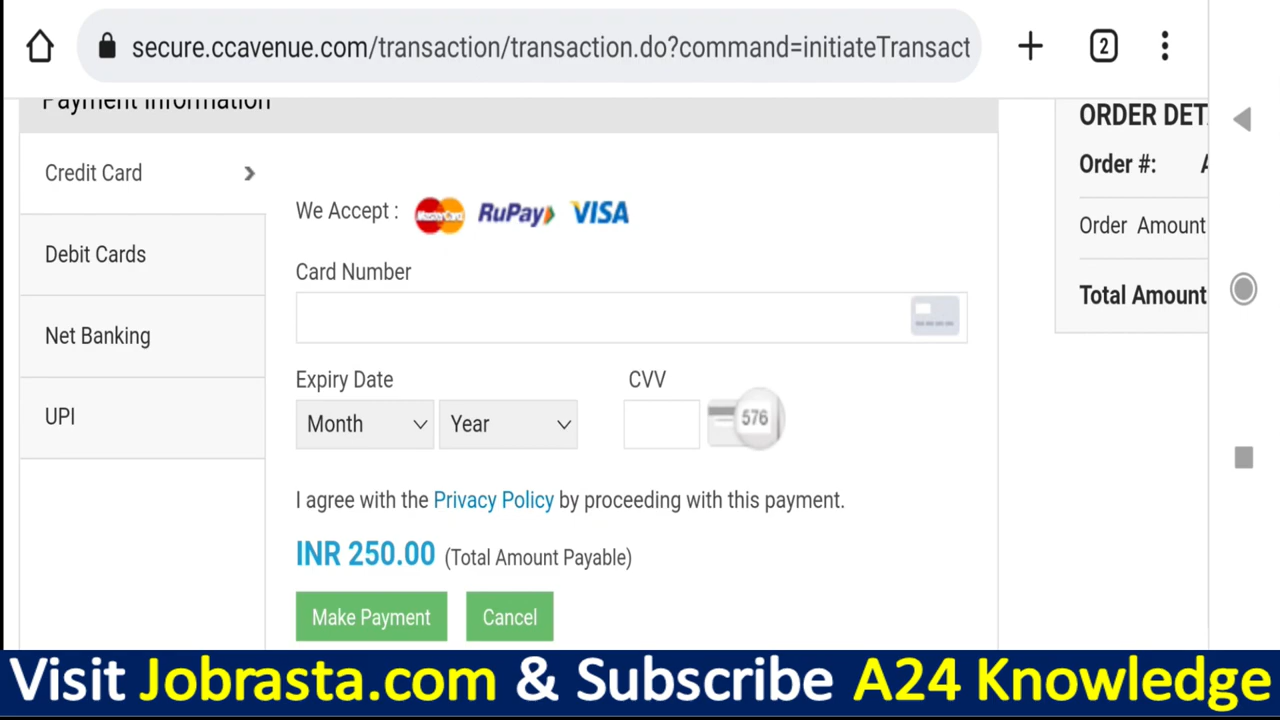 secure.ccavenue.com/transaction/transaction.do?command=initiateTransact
2
Payment Information
Credit Card
Debit Cards
Net Banking
UPI
We Accept :
MasterCard
RuPay
VISA
Card Number
Expiry Date
CVV
Month
Year
576
I agree with the Privacy Policy by proceeding with this payment.
INR 250.00 (Total Amount Payable)
Make Payment
Cancel
ORDER DET
Order #: A
Order Amount
Total Amount
Visit Jobrasta.com & Subscribe A24 Knowledge